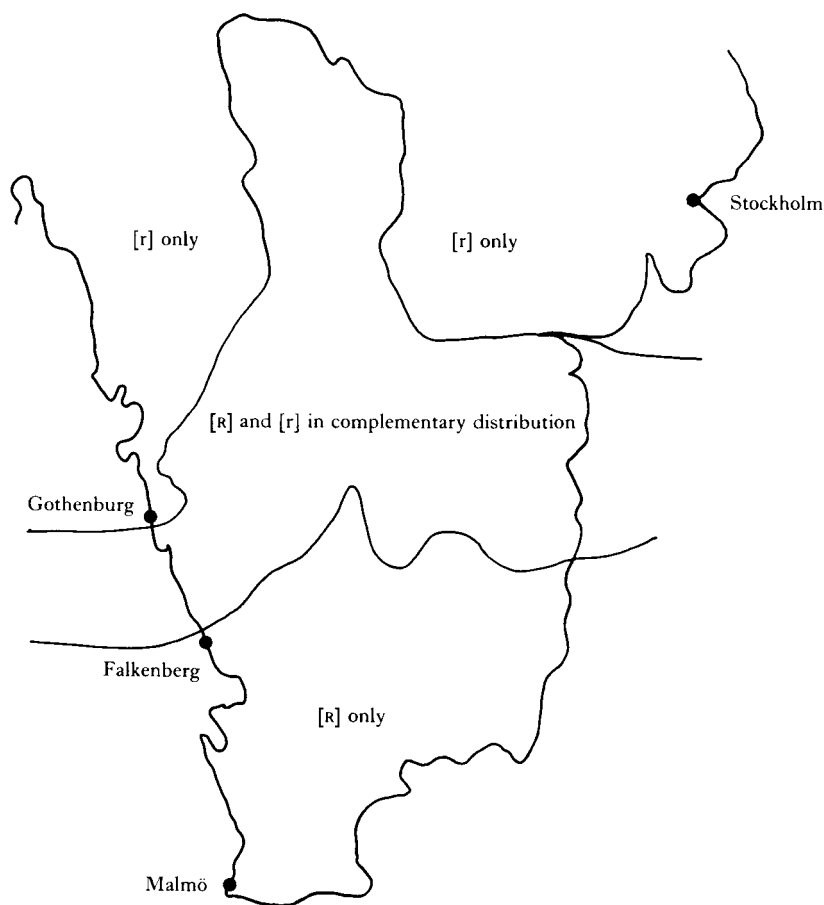 Stockholm
[r] only
[r] only
[ʀ] and [r] in complementary distribution
Gothenburg
Falkenberg
[ʀ] only
Malmö